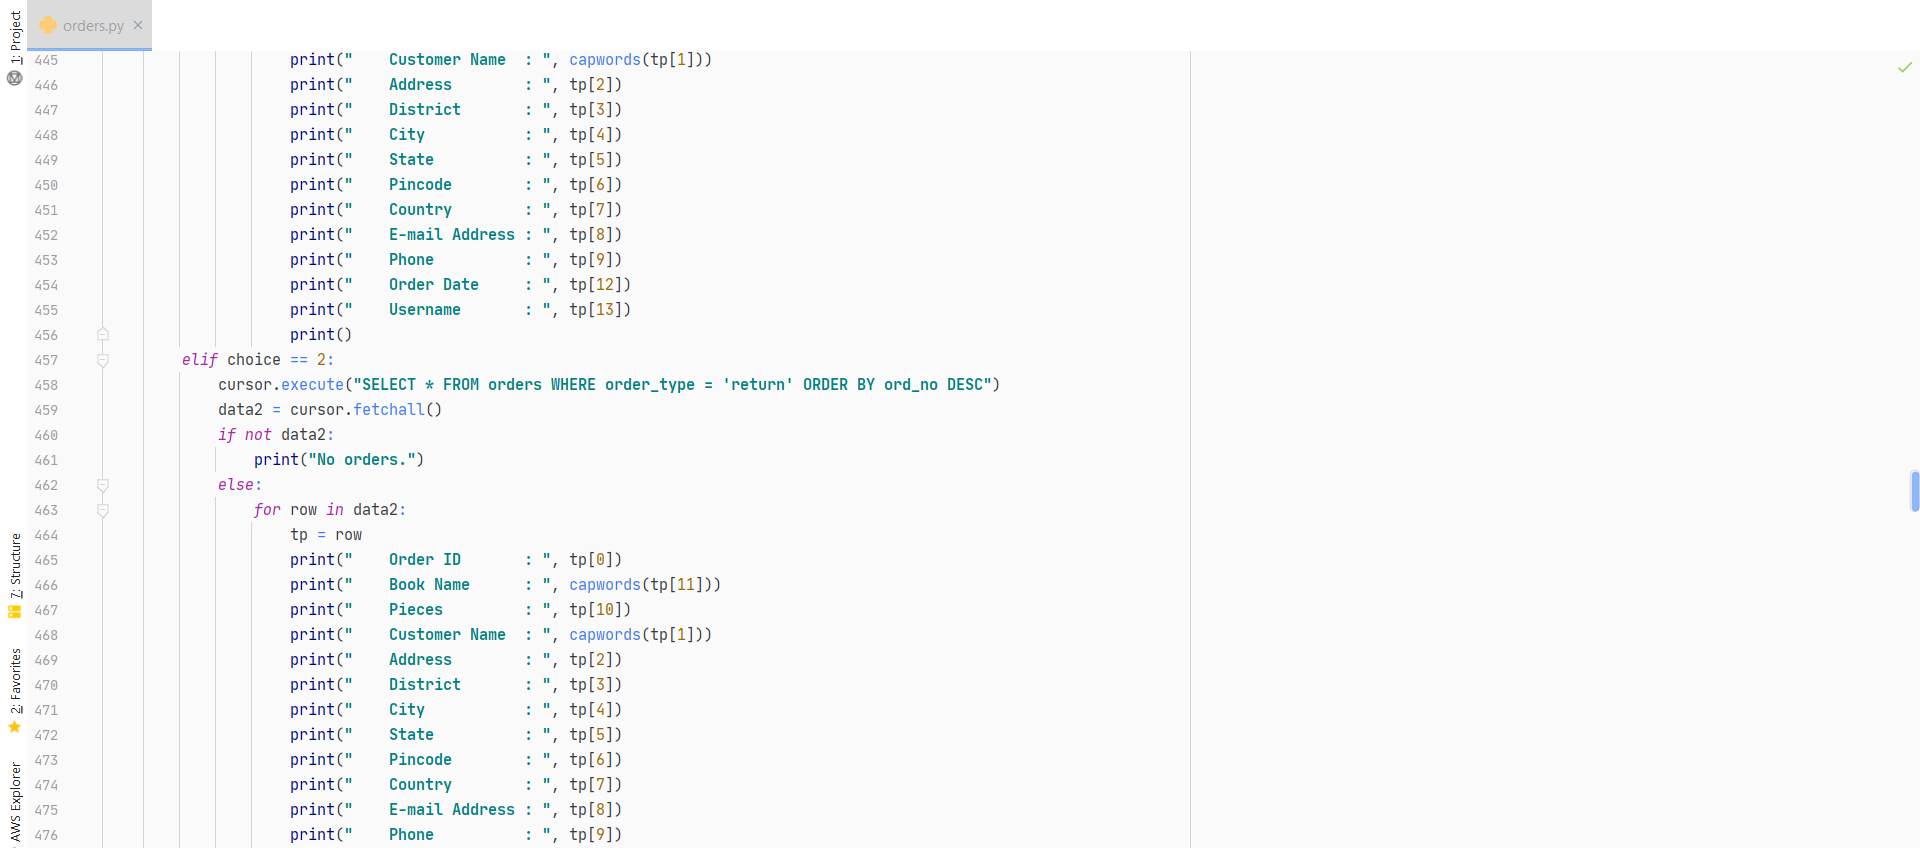 orders.py
1: Project
7: Structure
2: Favorites
AWS Explorer
445                 print("    Customer Name  : ", capwords(tp[1]))
446                 print("    Address        : ", tp[2])
447                 print("    District       : ", tp[3])
448                 print("    City           : ", tp[4])
449                 print("    State          : ", tp[5])
450                 print("    Pincode        : ", tp[6])
451                 print("    Country        : ", tp[7])
452                 print("    E-mail Address : ", tp[8])
453                 print("    Phone          : ", tp[9])
454                 print("    Order Date     : ", tp[12])
455                 print("    Username       : ", tp[13])
456                 print()
457     elif choice == 2:
458         cursor.execute("SELECT * FROM orders WHERE order_type = 'return' ORDER BY ord_no DESC")
459         data2 = cursor.fetchall()
460         if not data2:
461             print("No orders.")
462         else:
463             for row in data2:
464                 tp = row
465                 print("    Order ID       : ", tp[0])
466                 print("    Book Name      : ", capwords(tp[11]))
467                 print("    Pieces         : ", tp[10])
468                 print("    Customer Name  : ", capwords(tp[1]))
469                 print("    Address        : ", tp[2])
470                 print("    District       : ", tp[3])
471                 print("    City           : ", tp[4])
472                 print("    State          : ", tp[5])
473                 print("    Pincode        : ", tp[6])
474                 print("    Country        : ", tp[7])
475                 print("    E-mail Address : ", tp[8])
476                 print("    Phone          : ", tp[9])